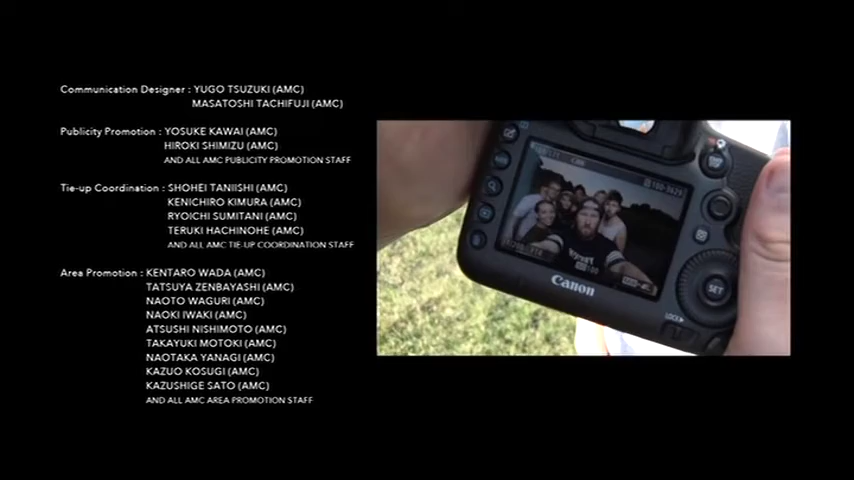 Communication Designer : YUGO TSUZUKI (AMC)
MASATOSHI TACHIFUJI (AMC)
Publicity Promotion : YOSUKE KAWAI (AMC)
HIROKI SHIMIZU (AMC)
AND ALL AMC PUBLICITY PROMOTION STAFF
Tie-up Coordination : SHOHEI TANIISHI (AMC)
KENICHIRO KIMURA (AMC)
RYOICHI SUMITANI (AMC)
TERUKI HACHINOHE (AMC)
AND ALL AMC TIE-UP COORDINATION STAFF
Area Promotion : KENTARO WADA (AMC)
TATSUYA ZENBAYASHI (AMC)
NAOTO WAGURI (AMC)
NAOKI IWAKI (AMC)
ATSUSHI NISHIMOTO (AMC)
TAKAYUKI MOTOKI (AMC)
NAOTAKA YANAGI (AMC)
KAZUO KOSUGI (AMC)
KAZUSHIGE SATO (AMC)
AND ALL AMC AREA PROMOTION STAFF
Canon
SET
LOCK